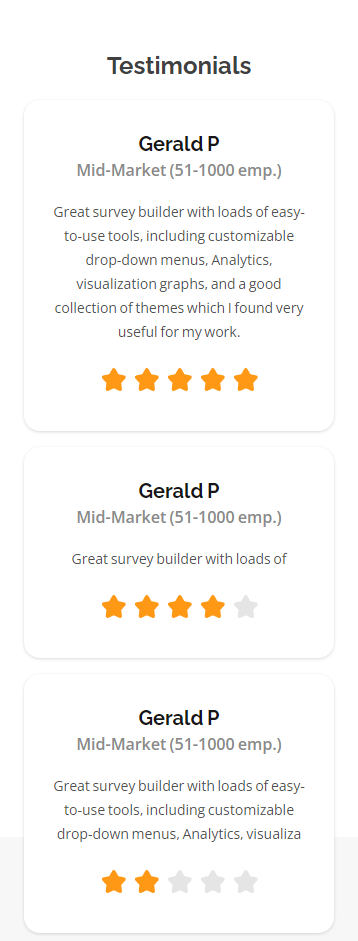 Testimonials
Gerald P
Mid-Market (51-1000 emp.)
Great survey builder with loads of easy-
to-use tools, including customizable
drop-down menus, Analytics,
visualization graphs, and a good
collection of themes which I found very
useful for my work.
Gerald P
Mid-Market (51-1000 emp.)
Great survey builder with loads of
Gerald P
Mid-Market (51-1000 emp.)
Great survey builder with loads of easy-
to-use tools, including customizable
drop-down menus, Analytics, visualiza